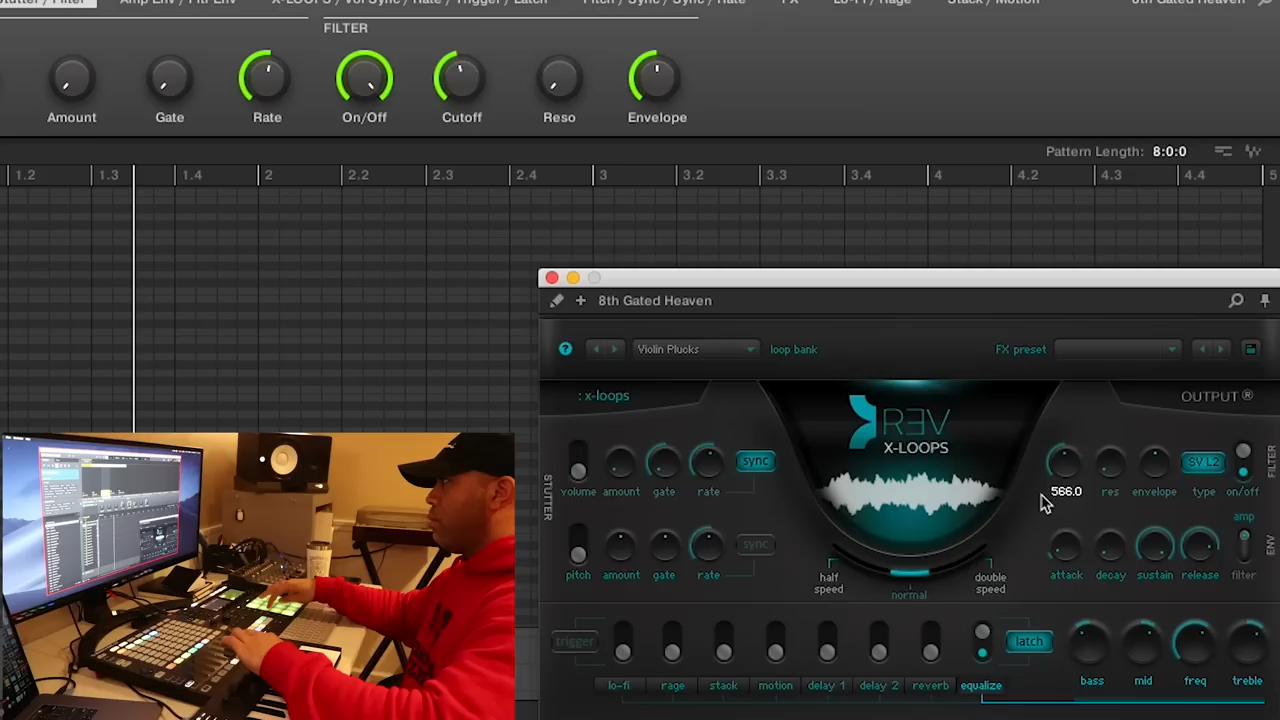 Stutter / Filter Amp Env / Flt Env X-LOOPS / Vol Sync / Rate / Trigger / Latch Pitch / Sync / Sync / Rate FX Lo-Fi / Rage Stack / Motion 8th Gated Heaven
FILTER
Amount Gate Rate On/Off Cutoff Reso Envelope
Pattern Length: 8:0:0
1.2 1.3 1.4 2 2.2 2.3 2.4 3 3.2 3.3 3.4 4 4.2 4.3 4.4 5
8th Gated Heaven
? Violin Plucks loop bank FX preset
: x-loops OUTPUT ®
REV
X-LOOPS
STUTTER
sync
SV L2
FILTER
volume amount gate rate
566.0 res envelope type on/off
amp
sync
ENV
pitch amount gate rate
half speed
normal
double speed
attack decay sustain release filter
trigger
latch
bass mid freq treble
lo-fi rage stack motion delay 1 delay 2 reverb equalize